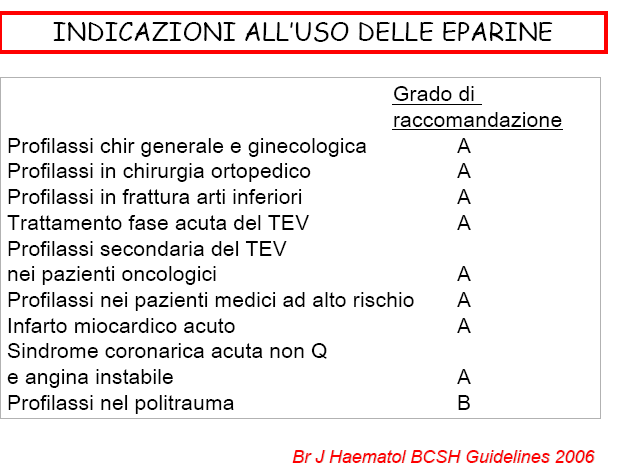 INDICAZIONI ALL'USO DELLE EPARINE
Grado di
raccomandazione
Profilassi chir generale e ginecologica A
Profilassi in chirurgia ortopedico A
Profilassi in frattura arti inferiori A
Trattamento fase acuta del TEV A
Profilassi secondaria del TEV
nei pazienti oncologici A
Profilassi nei pazienti medici ad alto rischio A
Infarto miocardico acuto A
Sindrome coronarica acuta non Q
e angina instabile A
Profilassi nel politrauma B
Br J Haematol BCSH Guidelines 2006